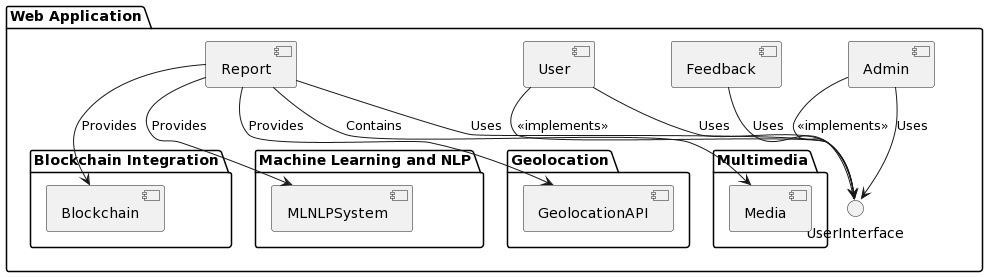 Web Application
Report
User
Feedback
Admin
Provides
Provides
Provides
Contains
Uses
«implements»
Uses
Uses
«implements»
Uses
Blockchain Integration
Machine Learning and NLP
Geolocation
Multimedia
Blockchain
MLNLPSystem
GeolocationAPI
Media
UserInterface